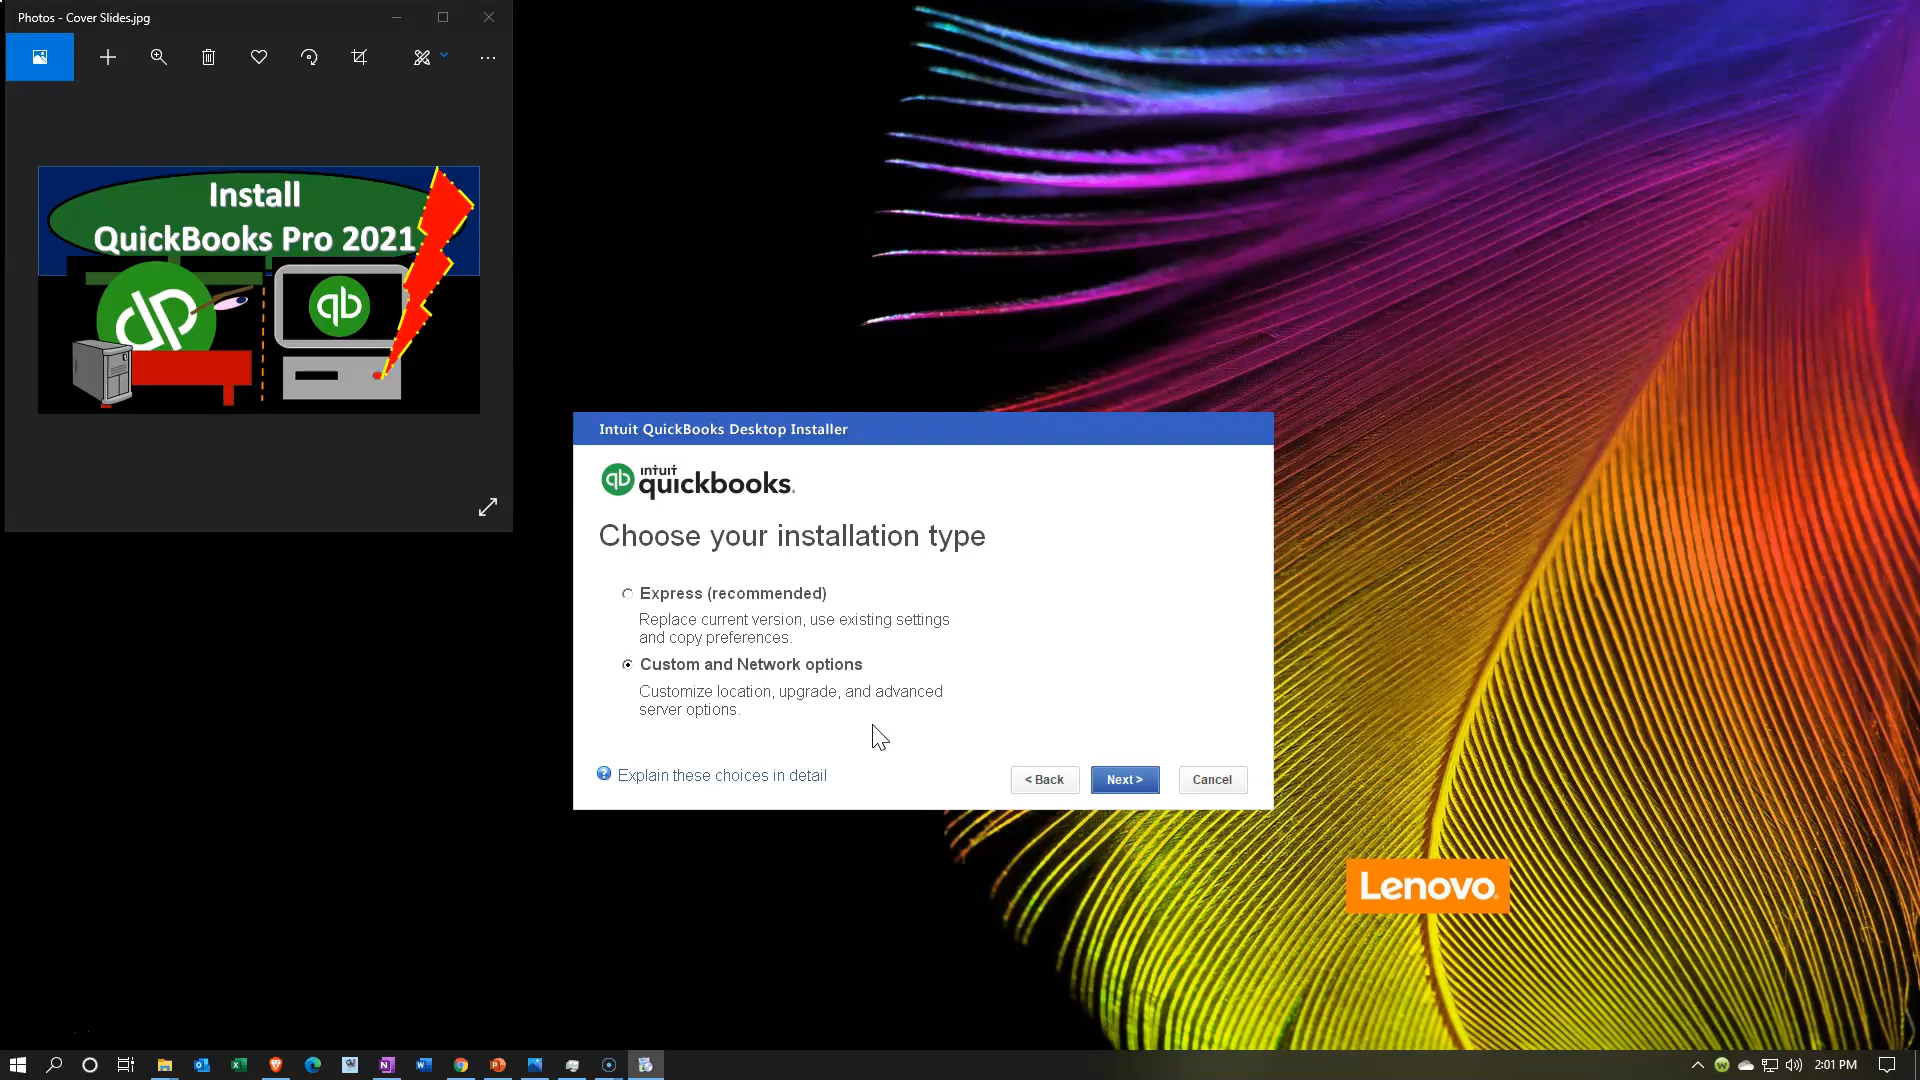 Photos - Cover Slides.jpg
Install
QuickBooks Pro 2021
qb
Intuit QuickBooks Desktop Installer
qb intuit quickbooks.
Choose your installation type
Express (recommended)
Replace current version, use existing settings
and copy preferences.
Custom and Network options
Customize location, upgrade, and advanced
server options.
? Explain these choices in detail
< Back
Next >
Cancel
Lenovo
2:01 PM